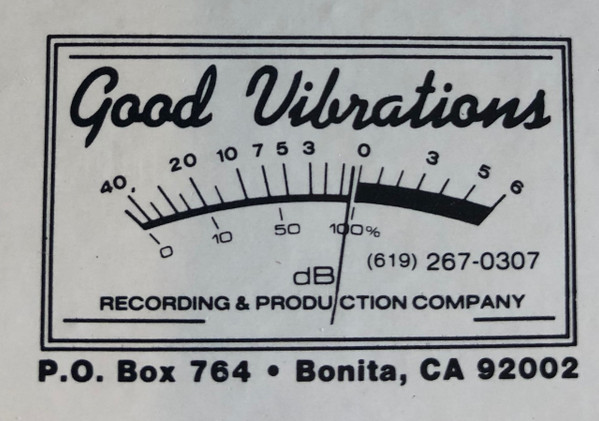 Good Vibrations
40. 20 10 7 5 3 0 3 5 6
0 10 50 100%
(619) 267-0307
dB
RECORDING & PRODUCTION COMPANY
P.O. Box 764 • Bonita, CA 92002